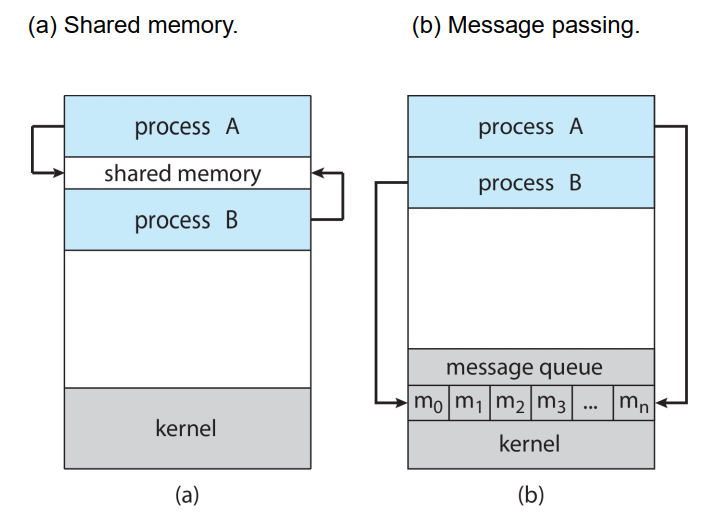 (a) Shared memory.
(b) Message passing.
process A
shared memory
process B
kernel
(a)
process A
process B
message queue
m₀ m₁ m₂ m₃ ... mₙ
kernel
(b)